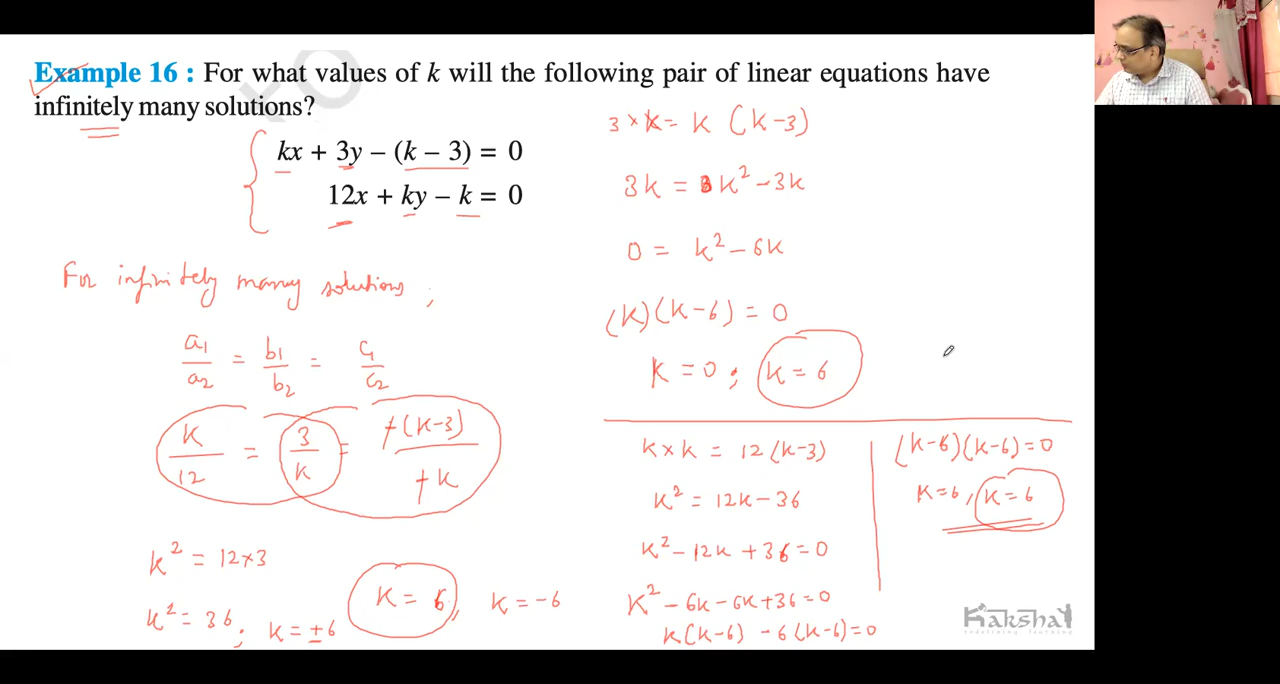 Example 16 : For what values of k will the following pair of linear equations have
infinitely many solutions?
kx + 3y – (k – 3) = 0
12x + ky – k = 0
For infinitely many solutions ;
a1/a2 = b1/b2 = c1/c2
k/12 = 3/k = -(k-3)/-k
k² = 12×3
k² = 36 ; k = ±6
k = 6, k = -6
3 × k = k (k-3)
3k = k² - 3k
0 = k² - 6k
(k)(k-6) = 0
k = 0 ; k = 6
k × k = 12(k-3)
k² = 12k - 36
k² - 12k + 36 = 0
k² - 6k - 6k + 36 = 0
k(k-6) - 6(k-6) = 0
(k-6)(k-6) = 0
k = 6, k = 6
Kaksha
redefining learning